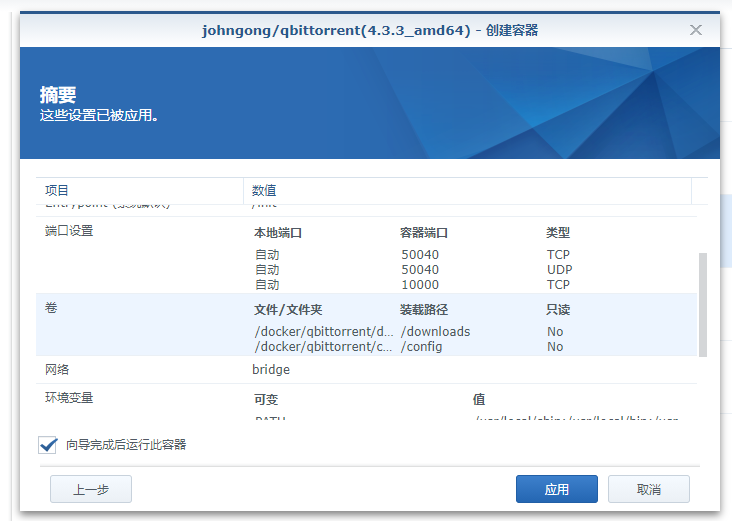 johngong/qbittorrent(4.3.3_amd64) - 创建容器
摘要
这些设置已被应用。
项目 数值
端口设置 本地端口 容器端口 类型
自动 50040 TCP
自动 50040 UDP
自动 10000 TCP
卷 文件/文件夹 装载路径 只读
/docker/qbittorrent/d... /downloads No
/docker/qbittorrent/c... /config No
网络 bridge
环境变量 可变 值
PATH
向导完成后运行此容器
上一步 应用 取消